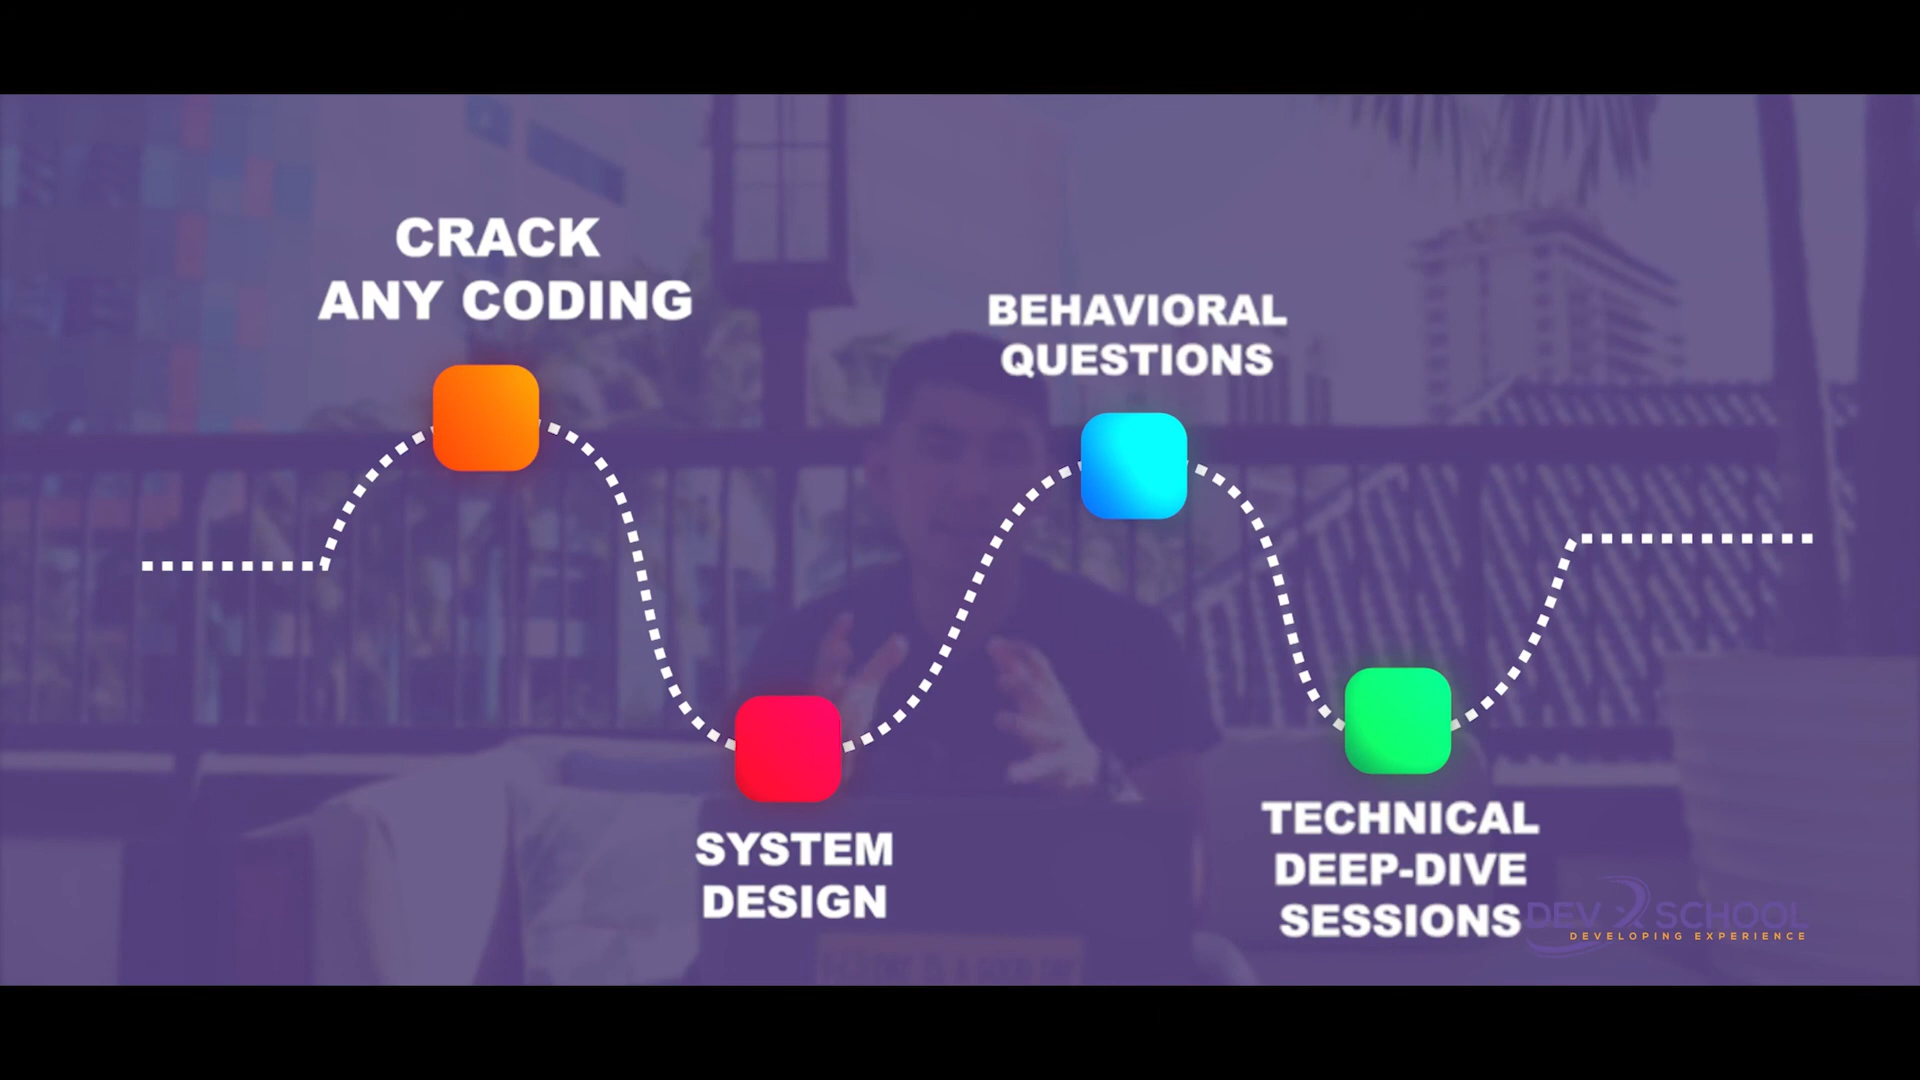 CRACK
ANY CODING
BEHAVIORAL
QUESTIONS
SYSTEM
DESIGN
TECHNICAL
DEEP-DIVE
SESSIONS
DEV SCHOOL
DEVELOPING EXPERIENCE